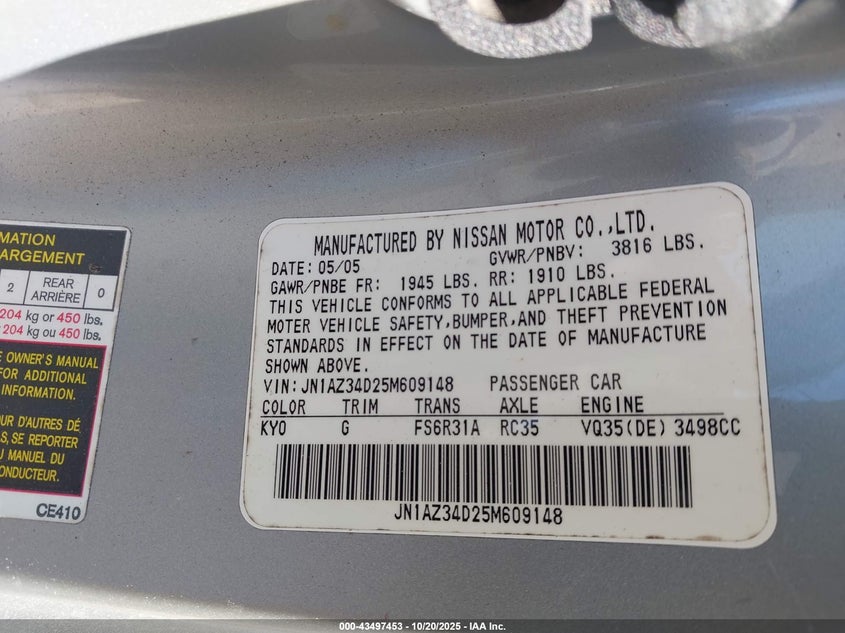 MATION
ARGEMENT
2 REAR ARRIÈRE 0
204 kg or 450 lbs.
204 kg ou 450 lbs.
E OWNER'S MANUAL
FOR ADDITIONAL
INFORMATION.
UR D'AUTRES DÉ
S, SE REPORTER
U MANUEL DU
ONDUCTEUR.
CE410
MANUFACTURED BY NISSAN MOTOR CO.,LTD.
DATE: 05/05 GVWR/PNBV: 3816 LBS.
GAWR/PNBE FR: 1945 LBS. RR: 1910 LBS.
THIS VEHICLE CONFORMS TO ALL APPLICABLE FEDERAL
MOTOR VEHICLE SAFETY,BUMPER,AND THEFT PREVENTION
STANDARDS IN EFFECT ON THE DATE OF MANUFACTURE
SHOWN ABOVE.
VIN: JN1AZ34D25M609148 PASSENGER CAR
COLOR TRIM TRANS AXLE ENGINE
KY0 G FS6R31A RC35 VQ35(DE) 3498CC
JN1AZ34D25M609148
000-43497453 - 10/20/2025 - IAA Inc.